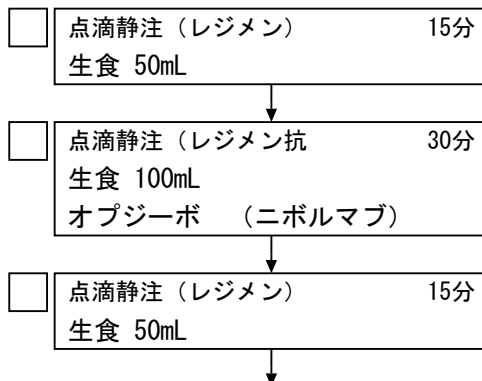 点滴静注（レジメン） 15分
生食 50mL
点滴静注（レジメン抗 30分
生食 100mL
オプジーボ （ニボルマブ）
点滴静注（レジメン） 15分
生食 50mL